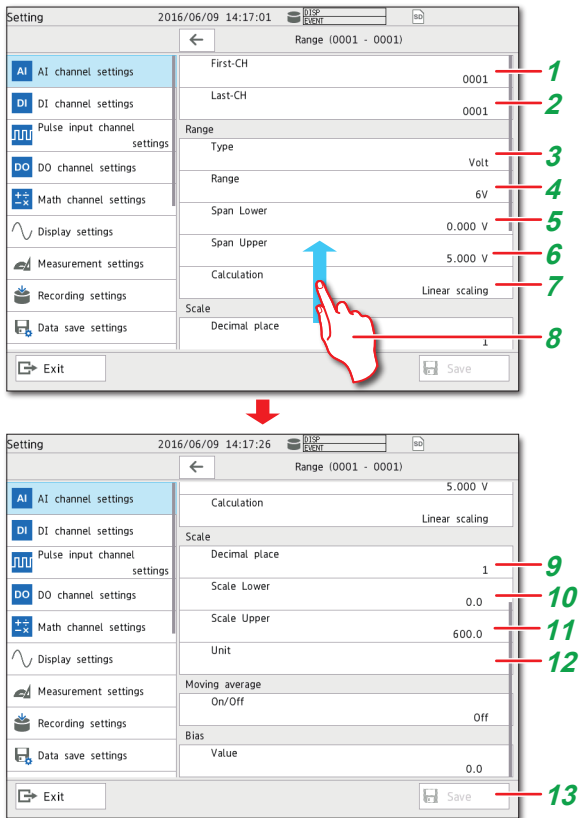 Setting 2016/06/09 14:17:01 DISP EVENT SD
Range (0001 - 0001)
AI AI channel settings
DI DI channel settings
Pulse input channel
settings
DO DO channel settings
Math channel settings
Display settings
Measurement settings
Recording settings
Data save settings
First-CH
0001
1
Last-CH
0001
2
Range
Type
Volt
3
Range
6V
4
Span Lower
0.000 V
5
Span Upper
5.000 V
6
Calculation
Linear scaling
7
Scale
Decimal place
1
8
Exit
Save
Setting 2016/06/09 14:17:26 DISP EVENT SD
Range (0001 - 0001)
AI AI channel settings
DI DI channel settings
Pulse input channel
settings
DO DO channel settings
Math channel settings
Display settings
Measurement settings
Recording settings
Data save settings
5.000 V
Calculation
Linear scaling
Scale
Decimal place
1
9
Scale Lower
0.0
10
Scale Upper
600.0
11
Unit
12
Moving average
On/Off
Off
Bias
Value
0.0
Exit
Save
13